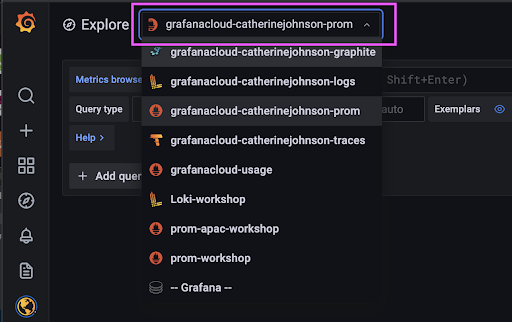 Explore
grafanacloud-catherinejohnson-prom
grafanacloud-catherinejohnson-graphite
Metrics browse
Shift+Enter)
grafanacloud-catherinejohnson-logs
Query type
grafanacloud-catherinejohnson-prom
auto
Exemplars
Help >
grafanacloud-catherinejohnson-traces
+ Add quer
grafanacloud-usage
Loki-workshop
prom-apac-workshop
prom-workshop
-- Grafana --